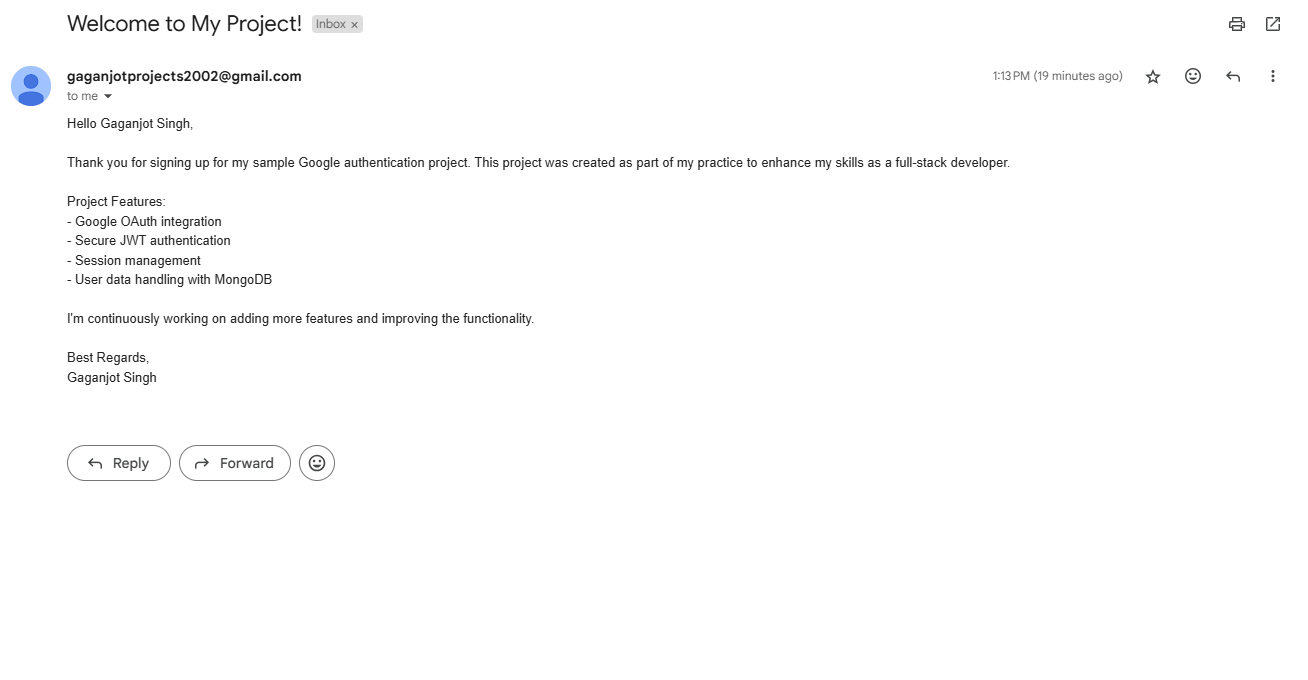 Welcome to My Project! Inbox ×
gaganjotprojects2002@gmail.com 1:13 PM (19 minutes ago)
to me
Hello Gaganjot Singh,
Thank you for signing up for my sample Google authentication project. This project was created as part of my practice to enhance my skills as a full-stack developer.
Project Features:
- Google OAuth integration
- Secure JWT authentication
- Session management
- User data handling with MongoDB
I'm continuously working on adding more features and improving the functionality.
Best Regards,
Gaganjot Singh
Reply Forward